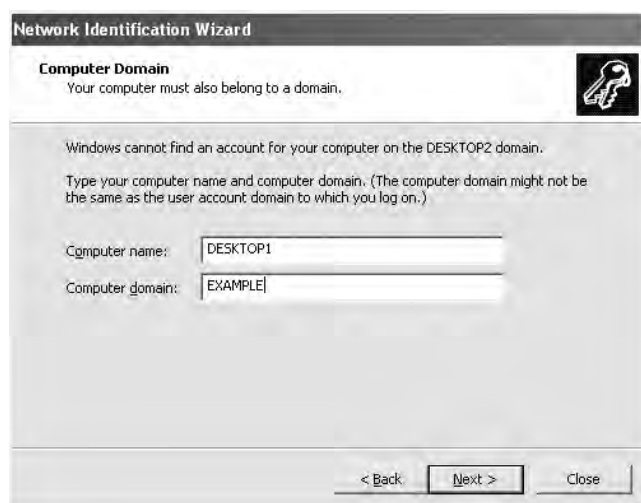 Network Identification Wizard
Computer Domain
Your computer must also belong to a domain.
Windows cannot find an account for your computer on the DESKTOP2 domain.
Type your computer name and computer domain. (The computer domain might not be
the same as the user account domain to which you log on.)
Computer name: DESKTOP1
Computer domain: EXAMPLE
< Back Next > Close